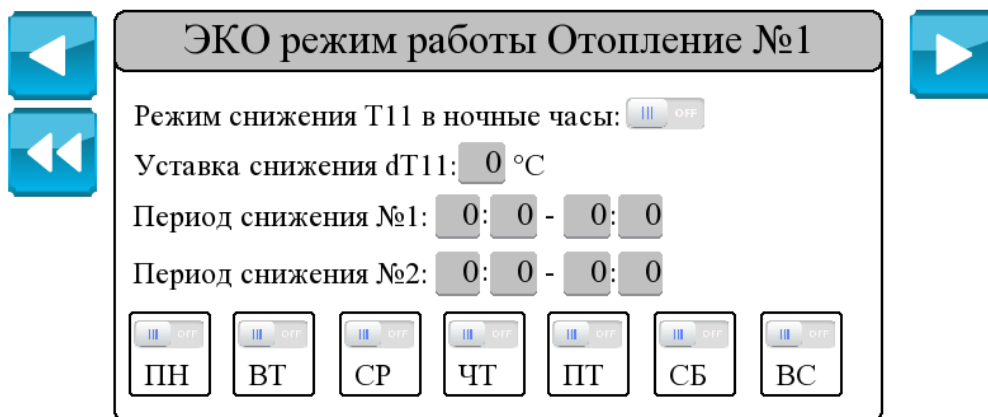 ЭКО режим работы Отопление №1
Режим снижения Т11 в ночные часы: OFF
Уставка снижения dT11: 0 °C
Период снижения №1: 0: 0 - 0: 0
Период снижения №2: 0: 0 - 0: 0
OFF OFF OFF OFF OFF OFF OFF
ПН ВТ СР ЧТ ПТ СБ ВС